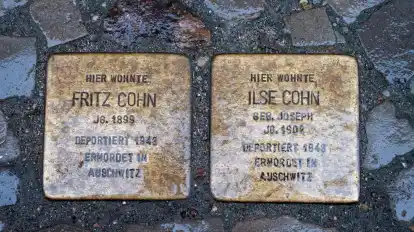 HIER WOHNTE
FRITZ COHN
JG. 1899
DEPORTIERT 1943
ERMORDET IN
AUSCHWITZ
HIER WOHNTE
ILSE COHN
GEB. JOSEPH
JG. 1904
DEPORTIERT 1943
ERMORDET IN
AUSCHWITZ